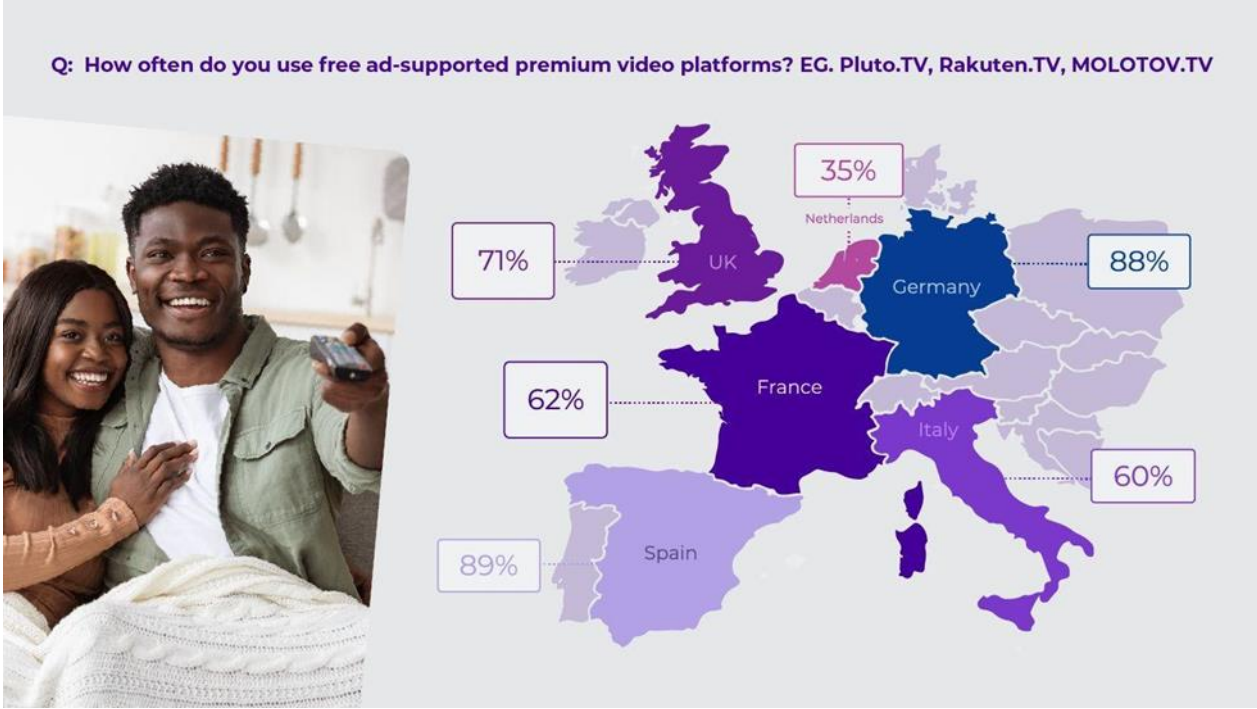 Q: How often do you use free ad-supported premium video platforms? EG. Pluto.TV, Rakuten.TV, MOLOTOV.TV
35%
Netherlands
71%
UK
88%
Germany
62%
France
Italy
60%
89%
Spain